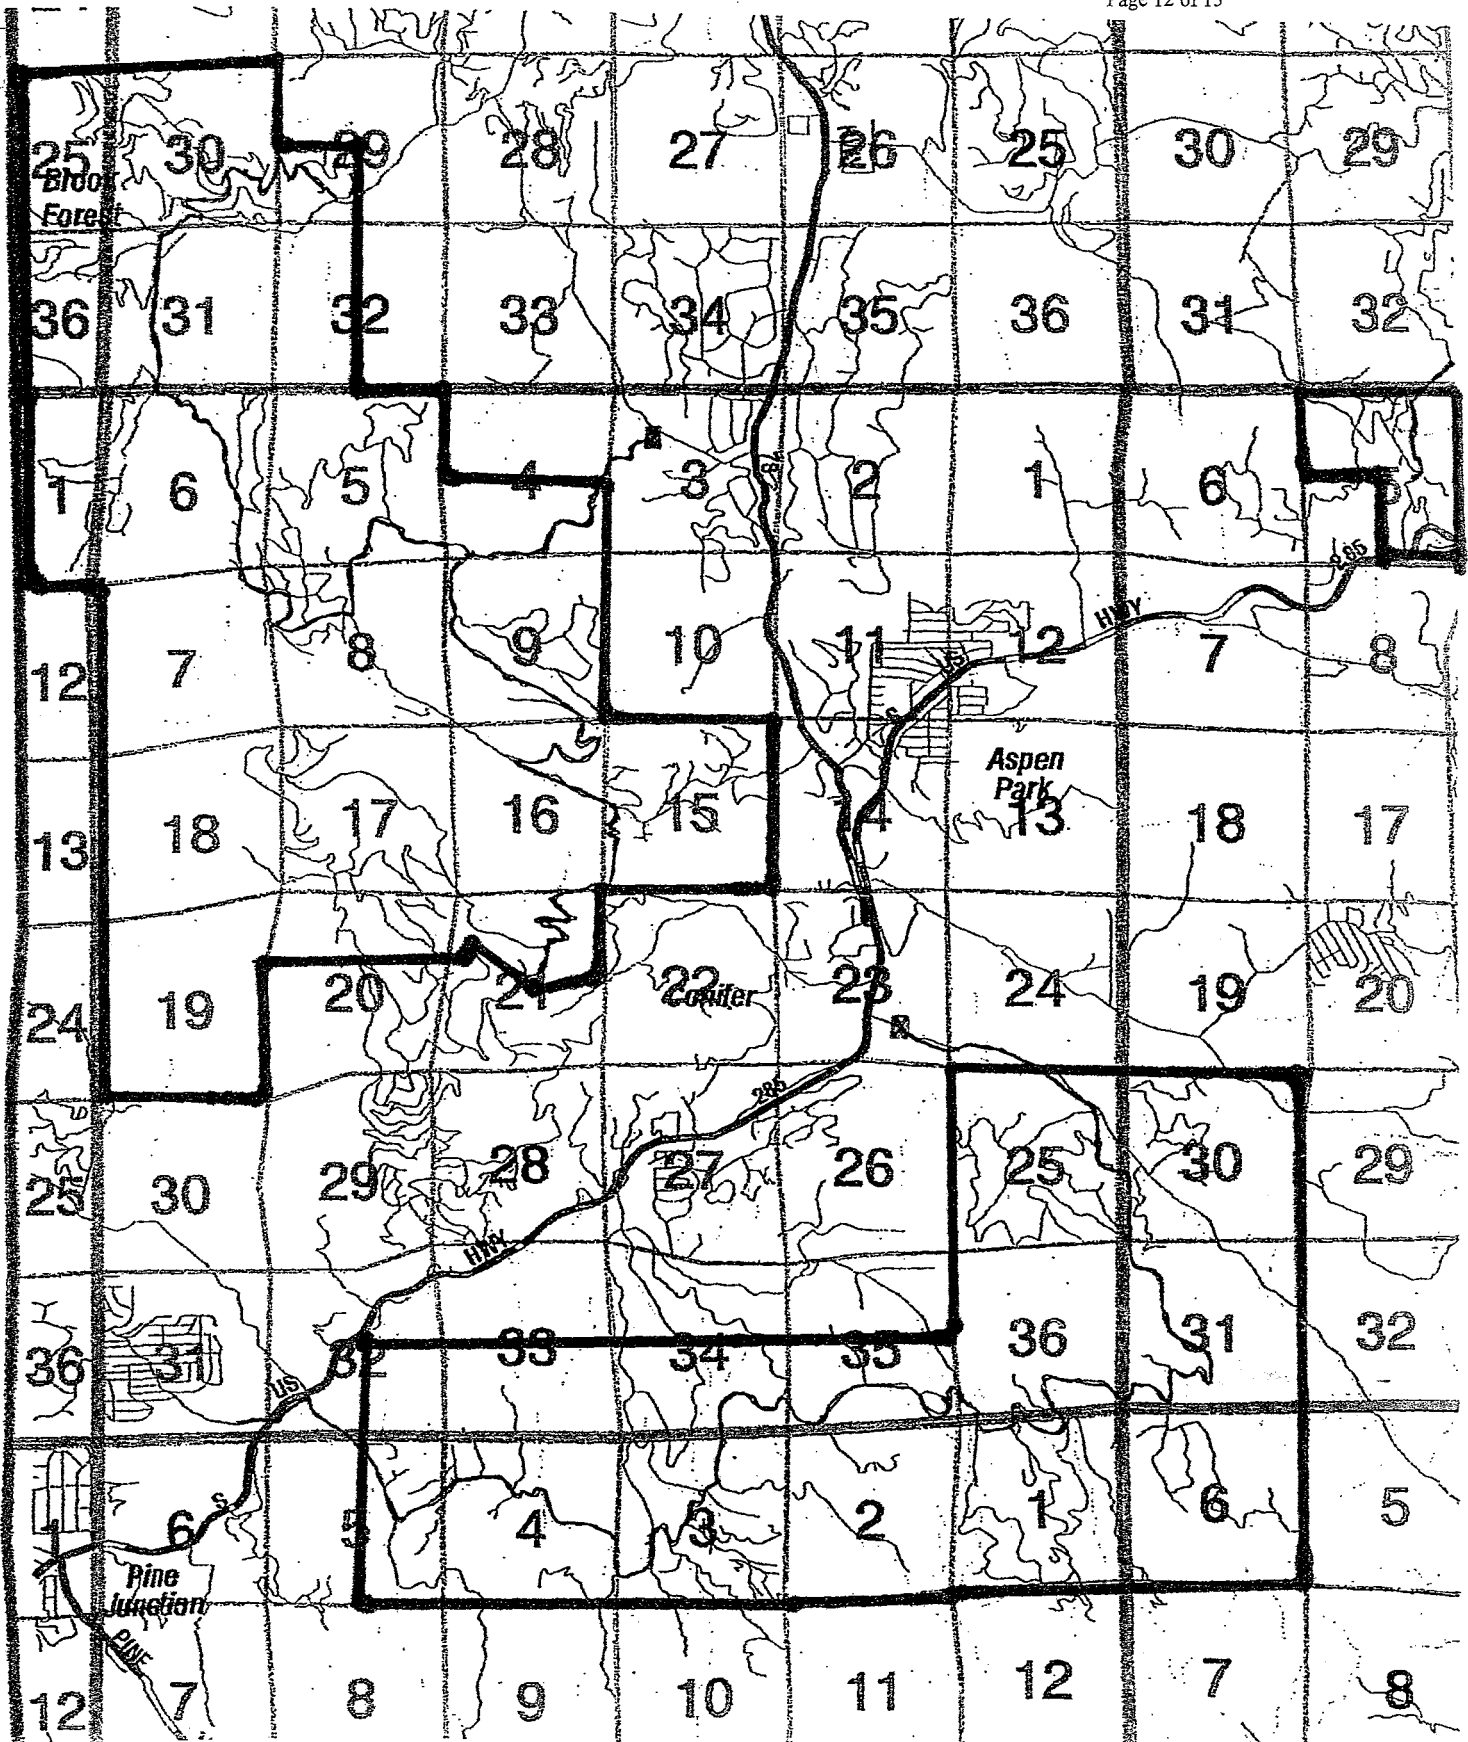 Page 12 of 13
25 30 29 28 27 26 25 30 29
Forest
36 31 32 33 34 35 36 31 32
1 6 5 4 3 2 1 6 5
285
HWY
12 7 8 9 10 11 12 7 8
US
S
Aspen
Park
13 18 17 16 15 14 13 18 17
24 19 20 21 22 23 24 19 20
Conifer
285
25 30 29 28 27 26 25 30 29
HWY
36 31 32 33 34 35 36 31 32
US
S
1 6 5 4 3 2 1 6 5
Pine
Junction
PINE
12 7 8 9 10 11 12 7 8